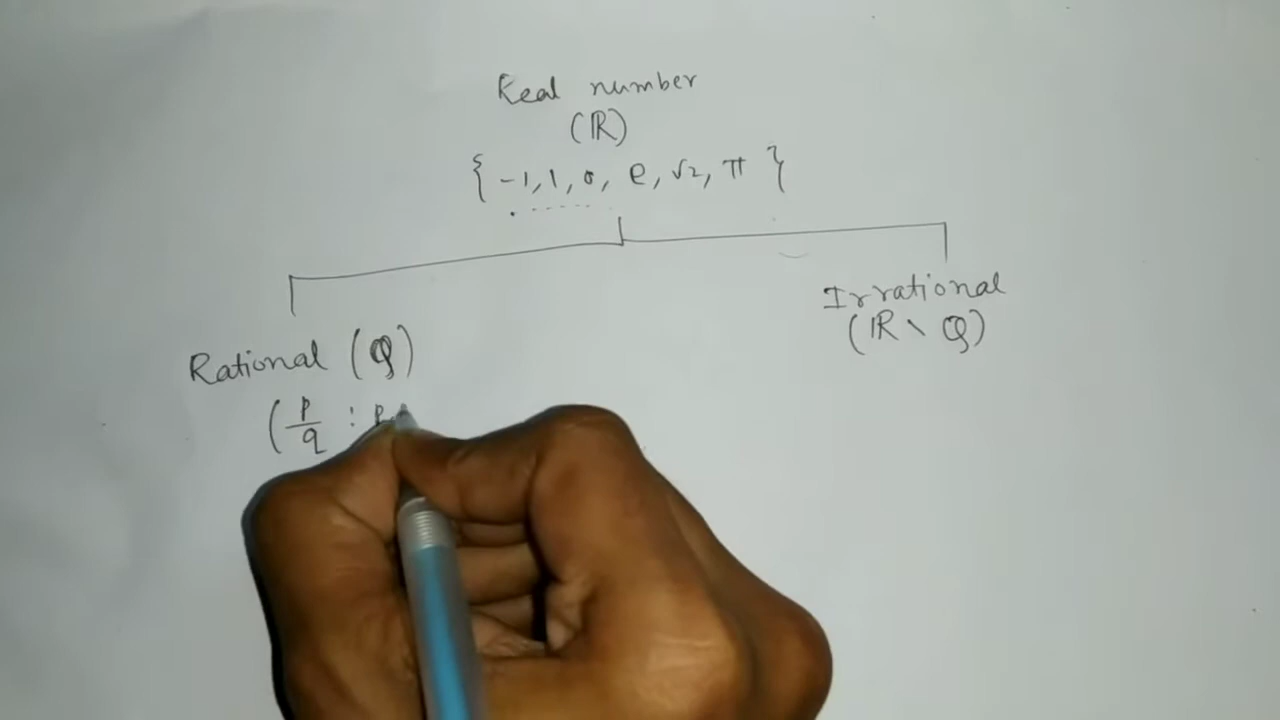 Real number
(ℝ)
{ -1, 1, 0, e, √2, π }
Irrational
(ℝ \ ℚ)
Rational (ℚ)
(p/q : p